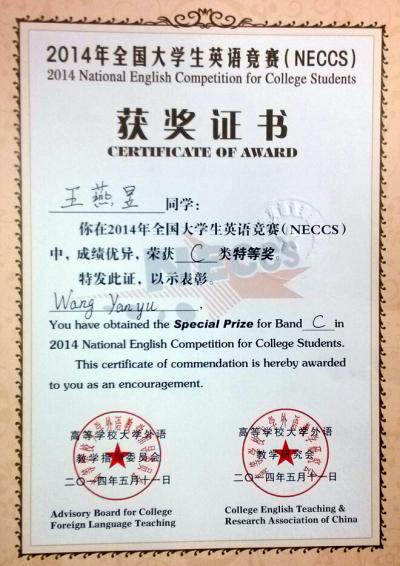 2014年全国大学生英语竞赛(NECCS)
2014 National English Competition for College Students
获奖证书
CERTIFICATE OF AWARD
王燕昱同学:
你在2014年全国大学生英语竞赛(NECCS)
中,成绩优异,荣获 C 类特等奖。
特发此证,以示表彰。
Wang Yanyu,
You have obtained the Special Prize for Band C in
2014 National English Competition for College Students.
This certificate of commendation is hereby awarded
to you as an encouragement.
高等学校大学外语
教学指导委员会
二〇一四年五月十一日
Advisory Board for College
Foreign Language Teaching
高等学校大学外语
教学研究会
二〇一四年五月十一日
College English Teaching &
Research Association of China
NECCS